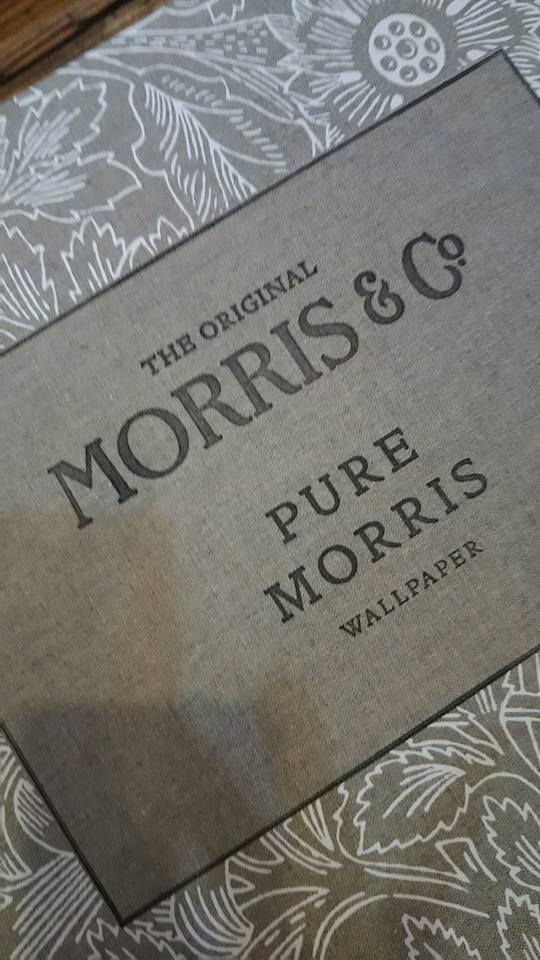 THE ORIGINAL
MORRIS & Co.
PURE
MORRIS
WALLPAPER